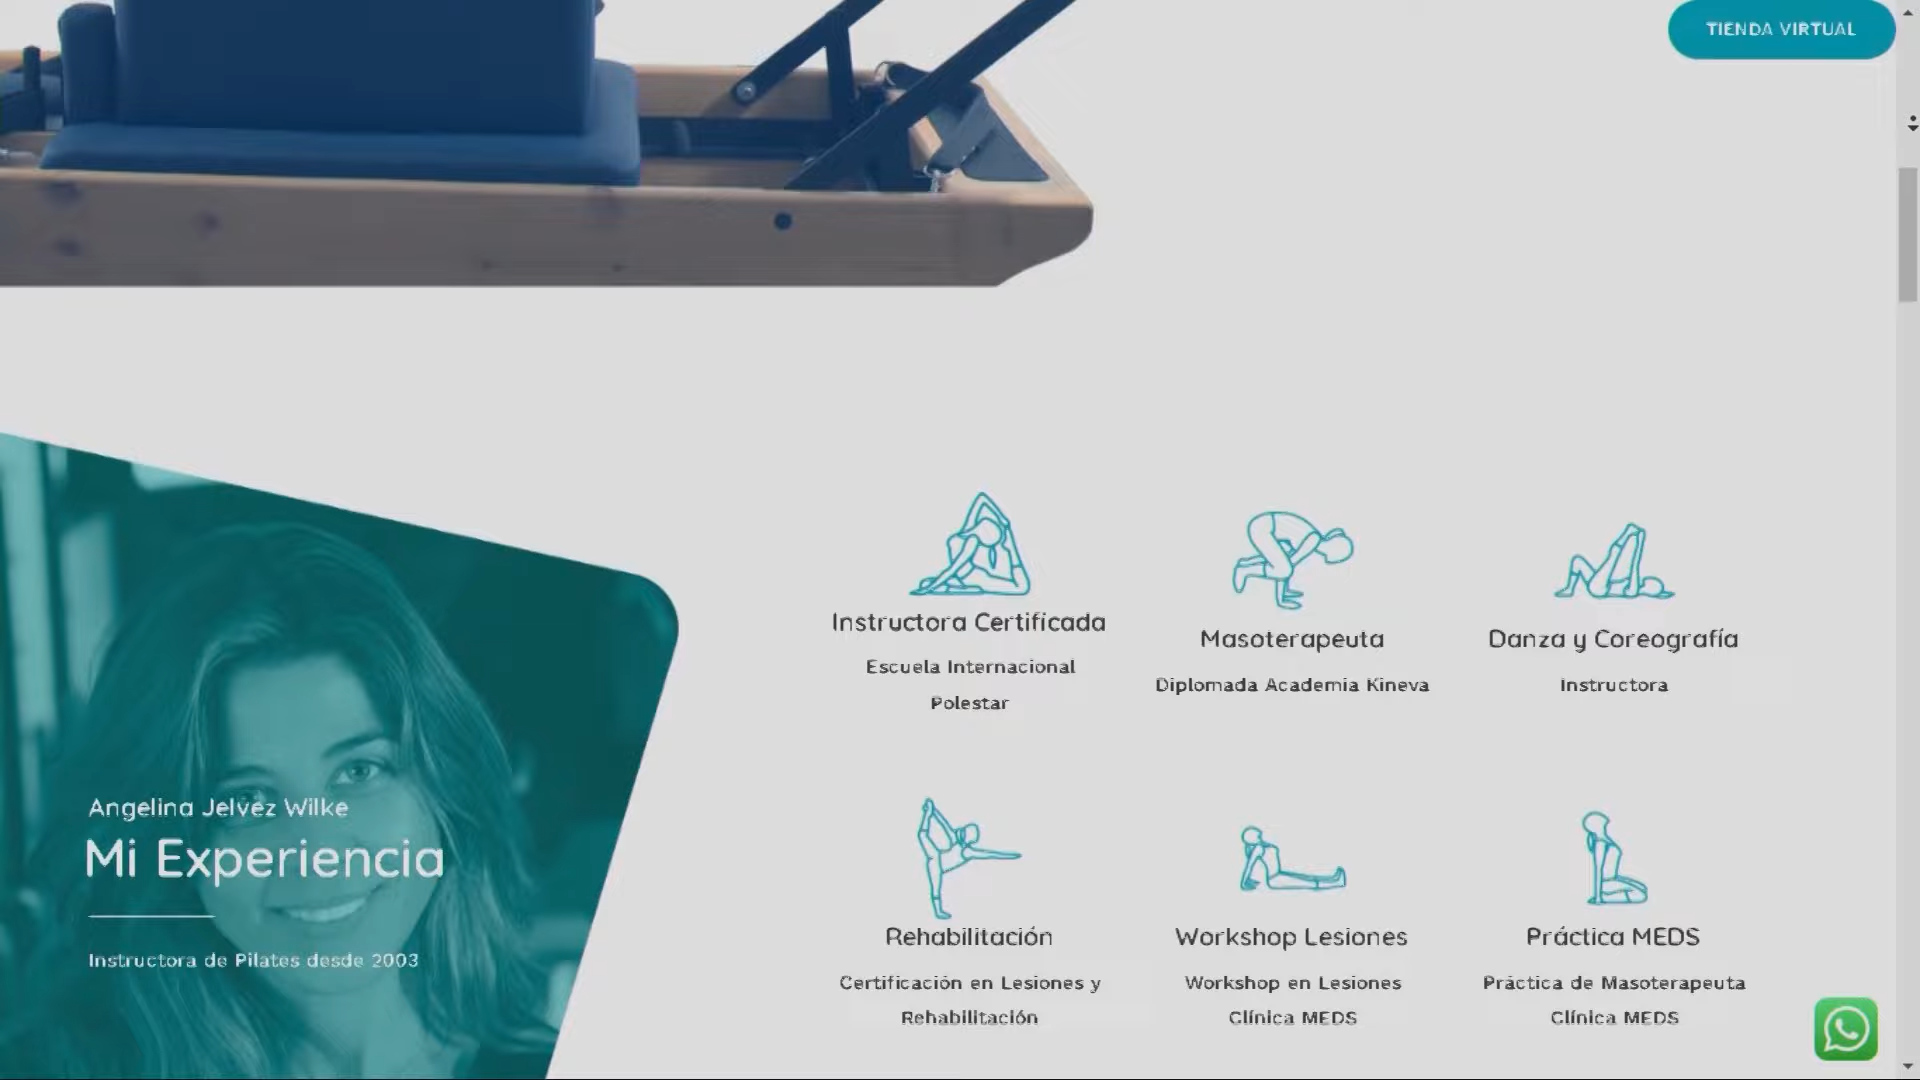 TIENDA VIRTUAL
Angelina Jelvez Wilke
Mi Experiencia
Instructora de Pilates desde 2003
Instructora Certificada
Escuela Internacional
Polestar
Masoterapeuta
Diplomada Academia Kineva
Danza y Coreografía
Instructora
Rehabilitación
Certificación en Lesiones y
Rehabilitación
Workshop Lesiones
Workshop en Lesiones
Clínica MEDS
Práctica MEDS
Práctica de Masoterapeuta
Clínica MEDS